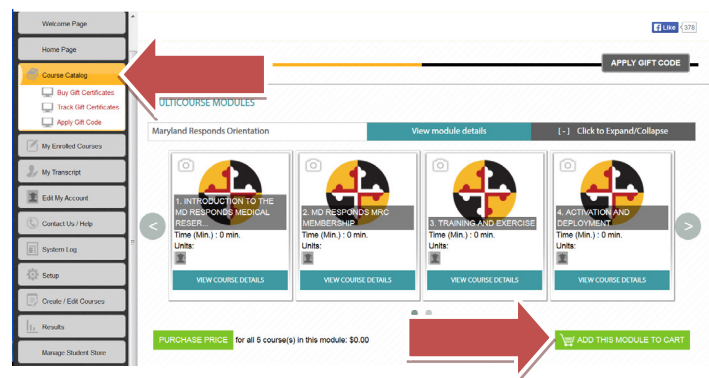 Welcome Page
Home Page
Course Catalog
Buy Gift Certificates
Track Gift Certificates
Apply Gift Code
My Enrolled Courses
My Transcript
Edit My Account
Contact Us / Help
System Log
Setup
Create / Edit Courses
Results
Manage Student Store
Like 378
APPLY GIFT CODE
ULTICOURSE MODULES
Maryland Responds Orientation View module details [-] Click to Expand/Collapse
1. INTRODUCTION TO THE
MD RESPONDS MEDICAL
RESER...
Time (Min.) : 0 min.
Units:
VIEW COURSE DETAILS
2. MD RESPONDS MRC
MEMBERSHIP
Time (Min.) : 0 min.
Units:
VIEW COURSE DETAILS
3. TRAINING AND EXERCISE
Time (Min.) : 0 min.
Units:
VIEW COURSE DETAILS
4. ACTIVATION AND
DEPLOYMENT
Time (Min.) : 0 min.
Units:
VIEW COURSE DETAILS
< >
PURCHASE PRICE for all 5 course(s) in this module: $0.00
ADD THIS MODULE TO CART